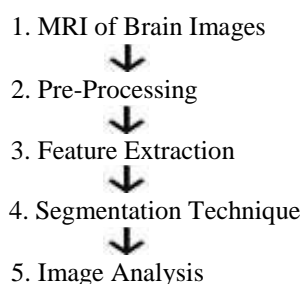 1. MRI of Brain Images
2. Pre-Processing
3. Feature Extraction
4. Segmentation Technique
5. Image Analysis